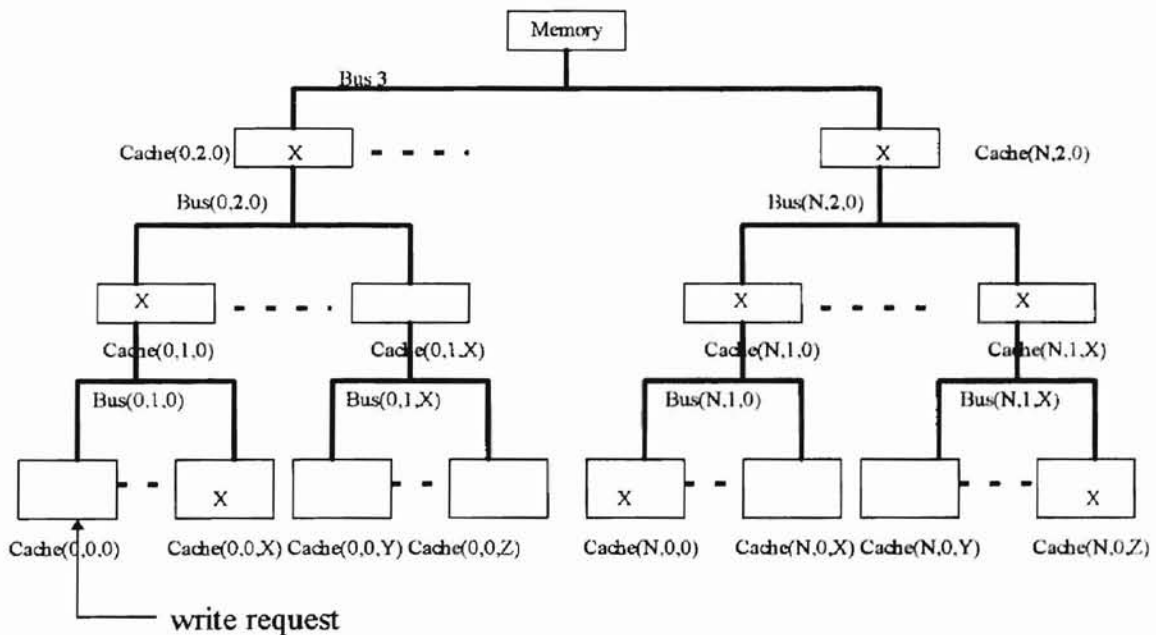 Memory
Bus 3
Cache(0,2,0) X X Cache(N,2,0)
Bus(0,2,0) Bus(N,2,0)
X X X
Cache(0,1,0) Cache(0,1,X) Cache(N,1,0) Cache(N,1,X)
Bus(0,1,0) Bus(0,1,X) Bus(N,1,0) Bus(N,1,X)
X X X
Cache(0,0,0) Cache(0,0,X) Cache(0,0,Y) Cache(0,0,Z) Cache(N,0,0) Cache(N,0,X) Cache(N,0,Y) Cache(N,0,Z)
write request